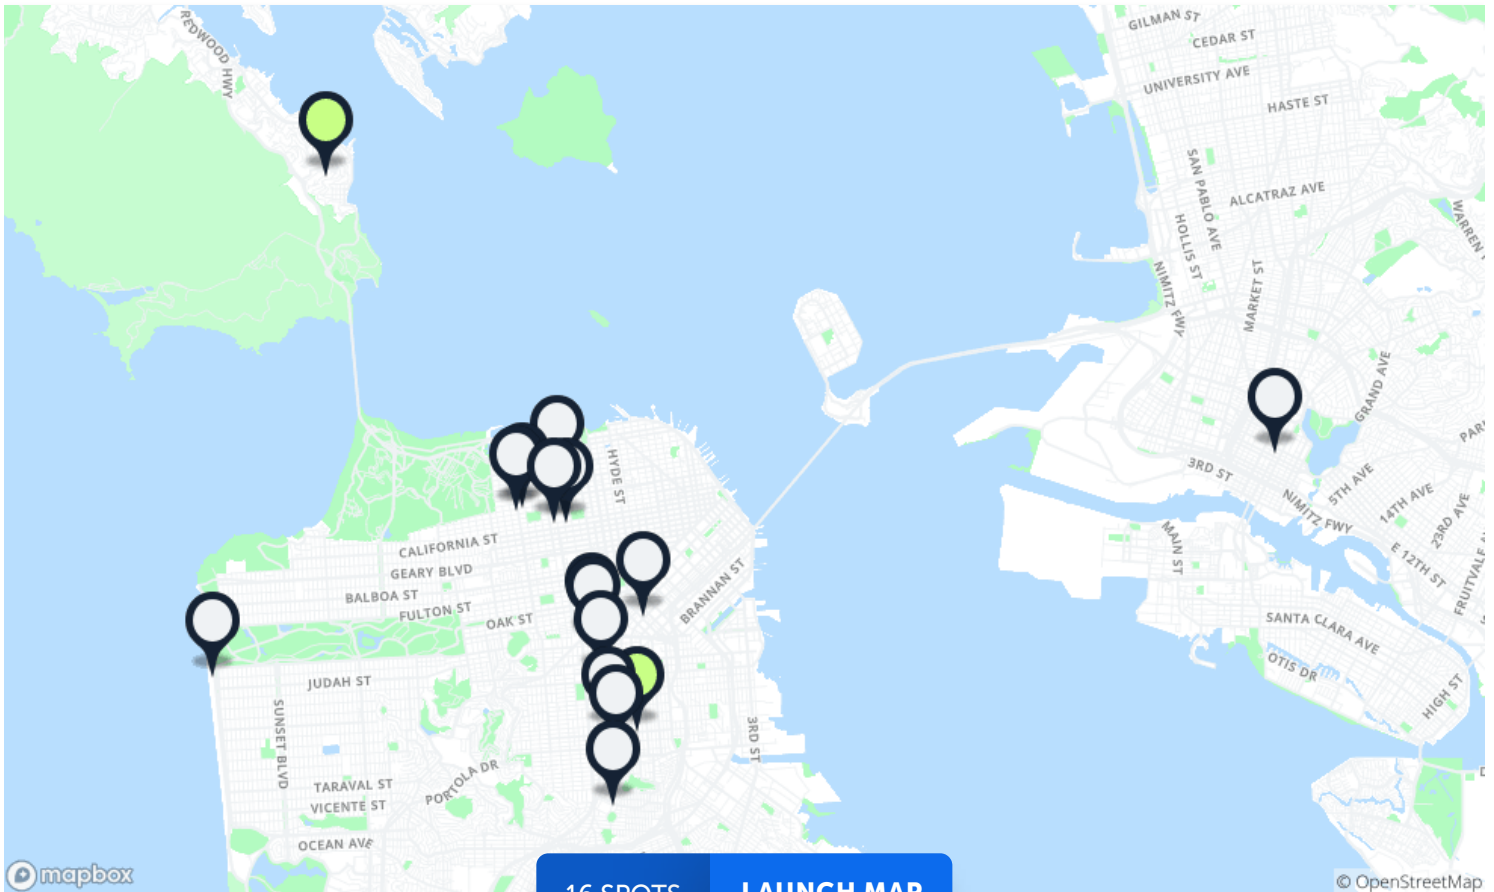 REDWOOD HWY
GILMAN ST
CEDAR ST
UNIVERSITY AVE
HASTE ST
SAN PABLO AVE
ALCATRAZ AVE
HOLLIS ST
WARREN
NIMITZ FWY
MARKET ST
GRAND AVE
HYDE ST
3RD ST
5TH AVE
14TH AVE
23RD AVE
NIMITZ FWY
MAIN ST
E 12TH ST
FRUITVALE
CALIFORNIA ST
GEARY BLVD
BALBOA ST
FULTON ST
OAK ST
BRANNAN ST
SANTA CLARA AVE
OTIS DR
HIGH ST
JUDAH ST
SUNSET BLVD
3RD ST
TARAVAL ST
PORTOLA DR
VICENTE ST
OCEAN AVE
mapbox
16 SPOTS
LAUNCH MAP
© OpenStreetMap